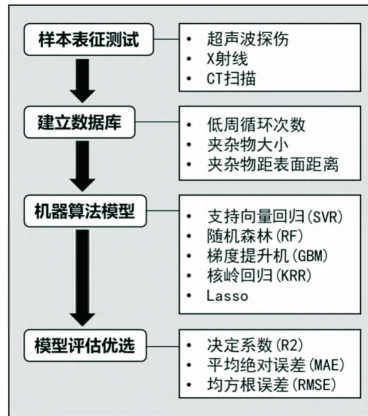 样本表征测试
• 超声波探伤
• X射线
• CT扫描
建立数据库
• 低周循环次数
• 夹杂物大小
• 夹杂物距表面距离
机器算法模型
• 支持向量回归(SVR)
• 随机森林(RF)
• 梯度提升机(GBM)
• 核岭回归(KRR)
• Lasso
模型评估优选
• 决定系数(R2)
• 平均绝对误差(MAE)
• 均方根误差(RMSE)